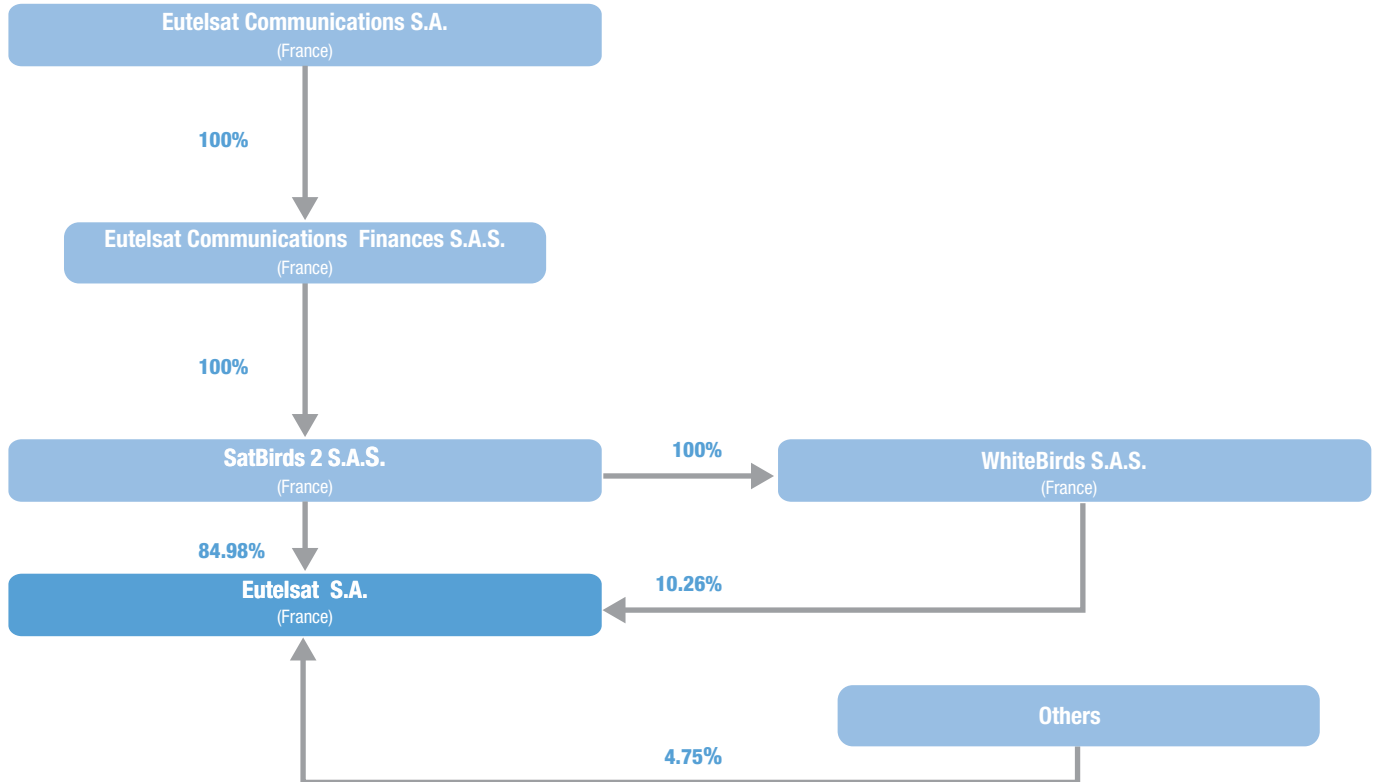 Eutelsat Communications S.A.
(France)
100%
Eutelsat Communications Finances S.A.S.
(France)
100%
SatBirds 2 S.A.S.
(France)
100%
WhiteBirds S.A.S.
(France)
84.98%
Eutelsat S.A.
(France)
10.26%
Others
4.75%